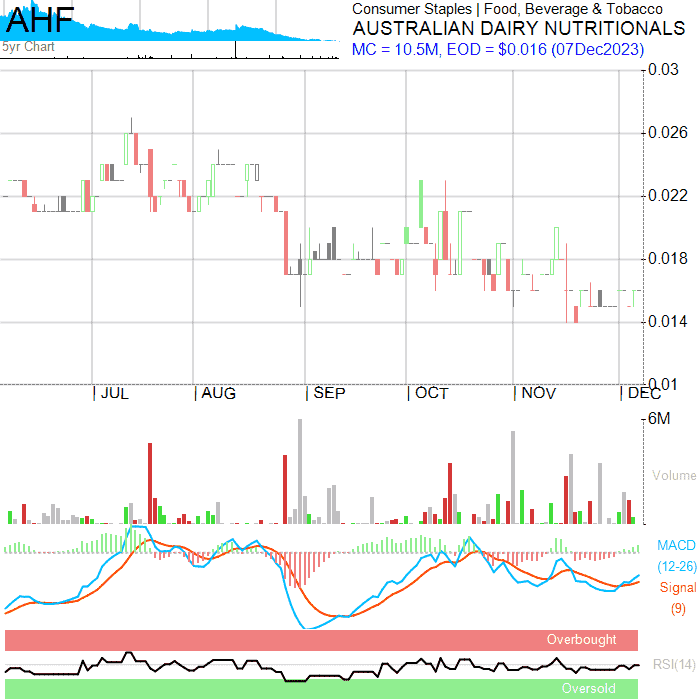 AHF
5yr Chart
Consumer Staples | Food, Beverage & Tobacco
AUSTRALIAN DAIRY NUTRITIONALS
MC = 10.5M, EOD = $0.016 (07Dec2023)
0.03
0.026
0.022
0.018
0.014
0.01
| JUL | AUG | SEP | OCT | NOV | DEC
6M
Volume
MACD
(12-26)
Signal
(9)
Overbought
RSI(14)
Oversold